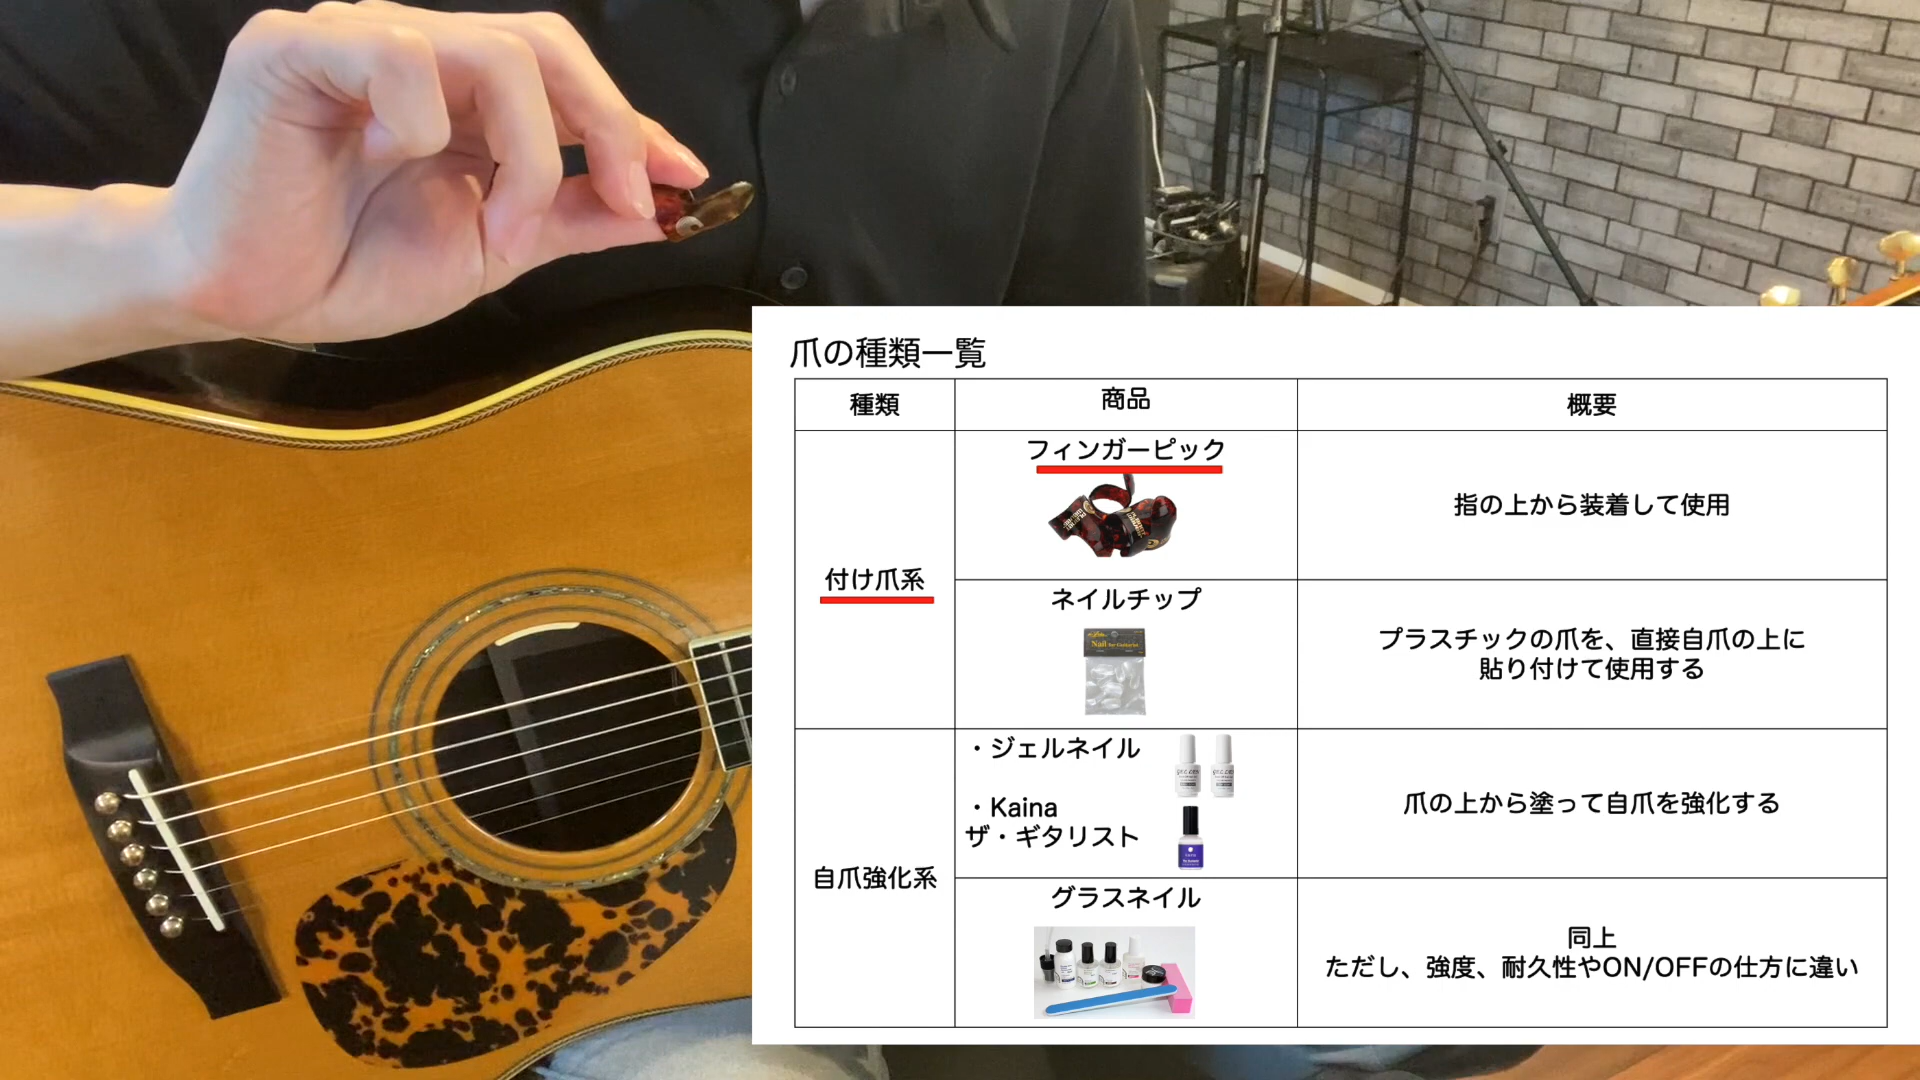 爪の種類一覧
種類
商品
概要
付け爪系
フィンガーピック
指の上から装着して使用
ネイルチップ
Nail
プラスチックの爪を、直接自爪の上に
貼り付けて使用する
自爪強化系
・ジェルネイル
・Kaina
ザ・ギタリスト
爪の上から塗って自爪を強化する
グラスネイル
同上
ただし、強度、耐久性やON/OFFの仕方に違い